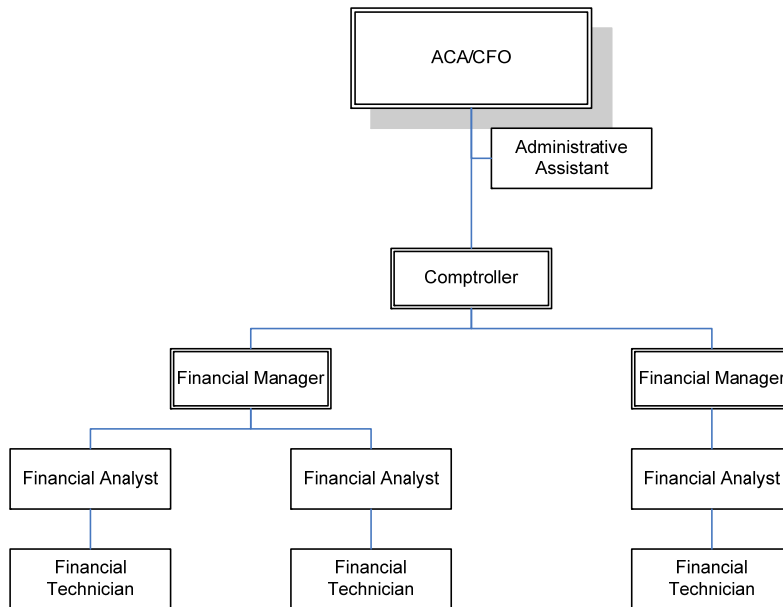 ACA/CFO
Administrative
Assistant
Comptroller
Financial Manager
Financial Manager
Financial Analyst
Financial Analyst
Financial Analyst
Financial
Technician
Financial
Technician
Financial
Technician